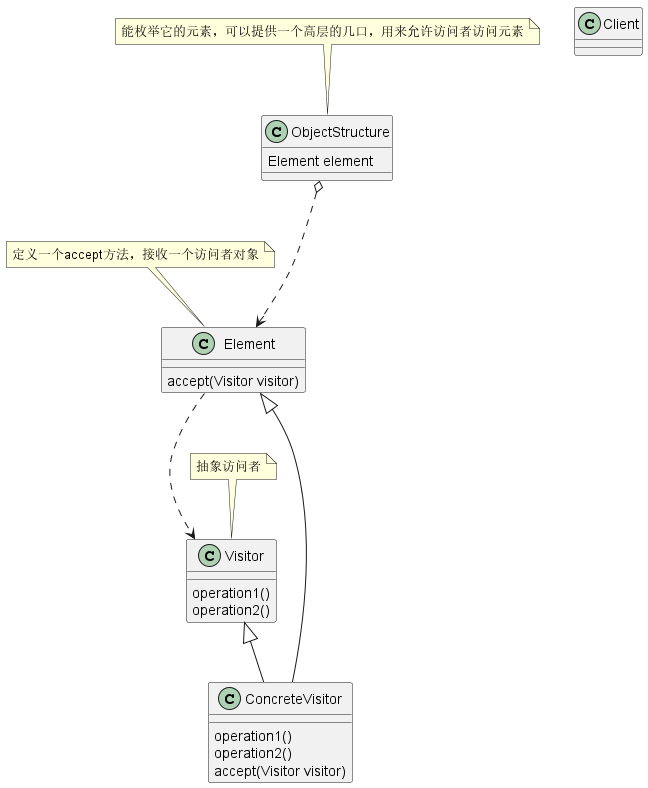 能枚举它的元素，可以提供一个高层的几口，用来允许访问者访问元素
C Client
C ObjectStructure
Element element
定义一个accept方法，接收一个访问者对象
C Element
accept(Visitor visitor)
抽象访问者
C Visitor
operation1()
operation2()
C ConcreteVisitor
operation1()
operation2()
accept(Visitor visitor)